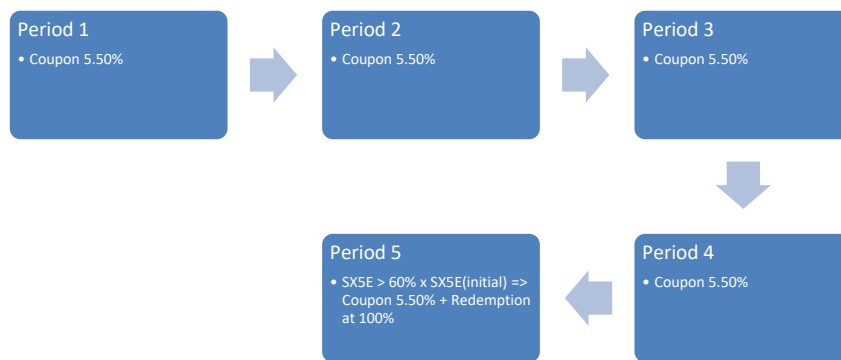 Period 1
• Coupon 5.50%
Period 2
• Coupon 5.50%
Period 3
• Coupon 5.50%
Period 4
• Coupon 5.50%
Period 5
• SX5E > 60% x SX5E(initial) =>
Coupon 5.50% + Redemption
at 100%